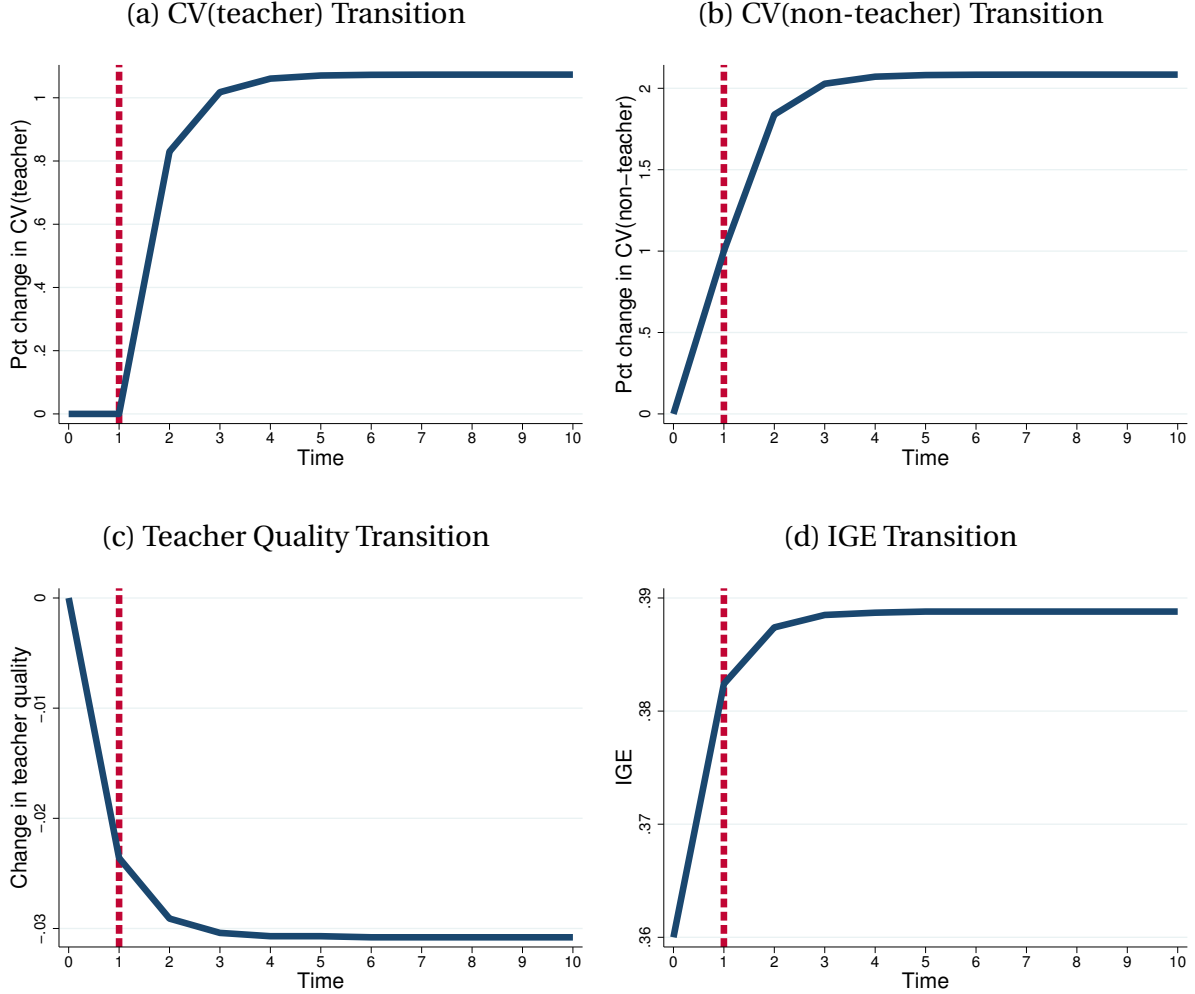 (a) CV(teacher) Transition
Pct change in CV(teacher)
1
.8
.6
.4
.2
0
0 1 2 3 4 5 6 7 8 9 10
Time
(b) CV(non-teacher) Transition
Pct change in CV(non−teacher)
2
1.5
1
.5
0
0 1 2 3 4 5 6 7 8 9 10
Time
(c) Teacher Quality Transition
Change in teacher quality
0
−.01
−.02
−.03
0 1 2 3 4 5 6 7 8 9 10
Time
(d) IGE Transition
IGE
.39
.38
.37
.36
0 1 2 3 4 5 6 7 8 9 10
Time